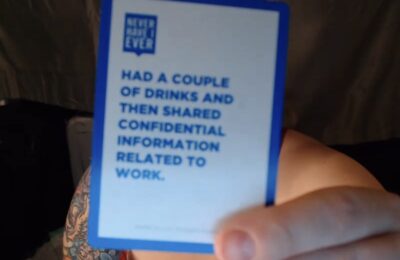 NEVER
HAVE I
EVER
HAD A COUPLE
OF DRINKS AND
THEN SHARED
CONFIDENTIAL
INFORMATION
RELATED TO
WORK.